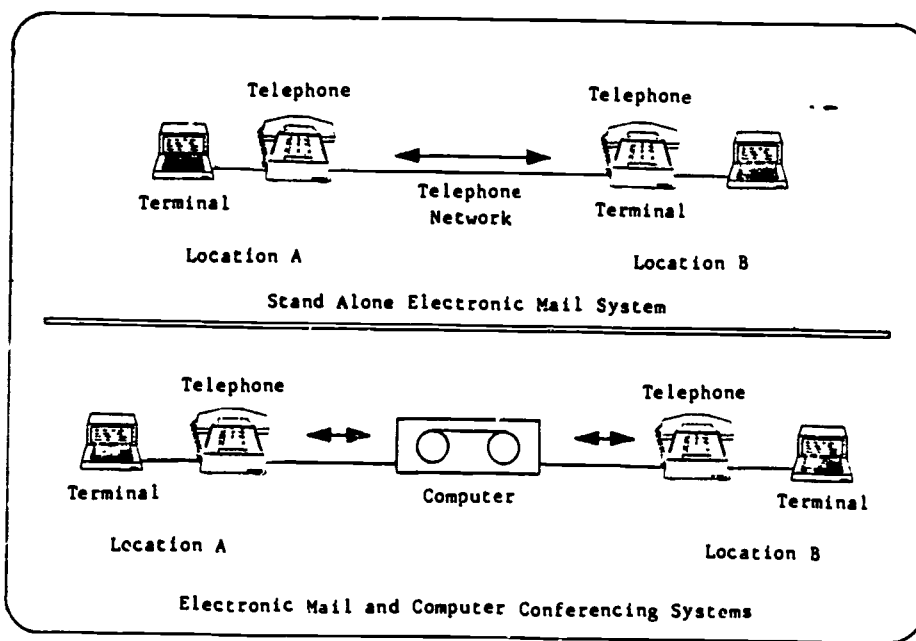 Telephone Telephone
Terminal Telephone Network Terminal
Location A Location B
Stand Alone Electronic Mail System
Telephone Telephone
Terminal Computer Terminal
Location A Location B
Electronic Mail and Computer Conferencing Systems